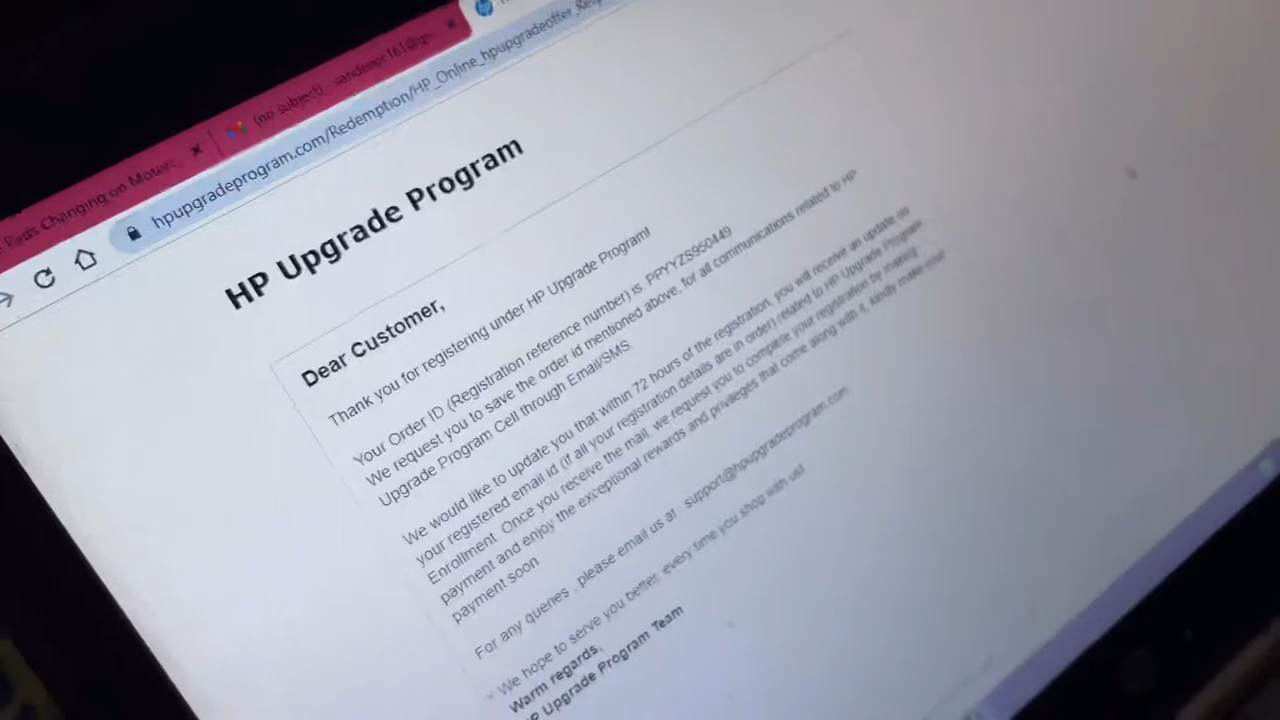 Pads Changing on Motero
(no subject) - sandeepc161@g
hpupgradeprogram.com/Redemption/HP_Online_hpupgradeoffer_Resp
HP Upgrade Program
Dear Customer,
Thank you for registering under HP Upgrade Program!
Your Order ID (Registration reference number) is. PPYYZS950449
We request you to save the order id mentioned above, for all communications related to HP
Upgrade Program Cell through Email/SMS.
We would like to update you that within 72 hours of the registration, you will receive an update on
your registered email id (if all your registration details are in order) related to HP Upgrade Program
Enrollment. Once you receive the mail, we request you to complete your registration by making
payment and enjoy the exceptional rewards and privileges that come along with it, kindly make your
payment soon
For any queries , please email us at support@hpupgradeprogram.com
We hope to serve you better, every time you shop with us!
Warm regards,
HP Upgrade Program Team